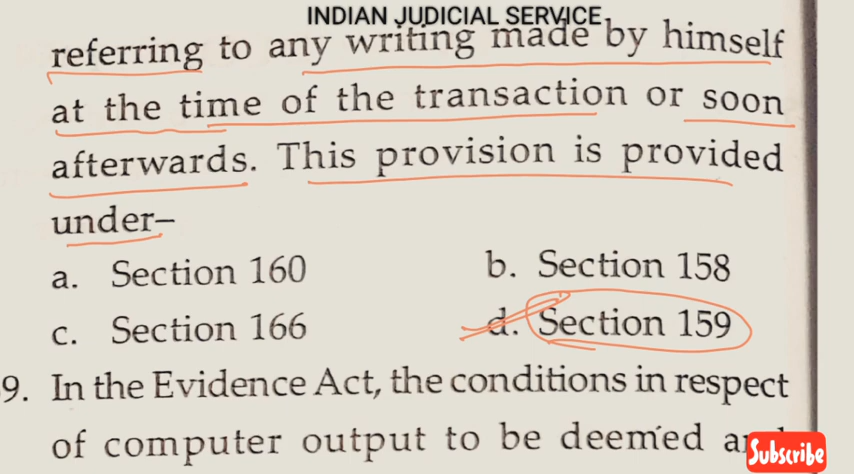 INDIAN JUDICIAL SERVICE
referring to any writing made by himself
at the time of the transaction or soon
afterwards. This provision is provided
under–
a. Section 160
b. Section 158
c. Section 166
d. Section 159
9. In the Evidence Act, the conditions in respect
of computer output to be deemed
Subscribe